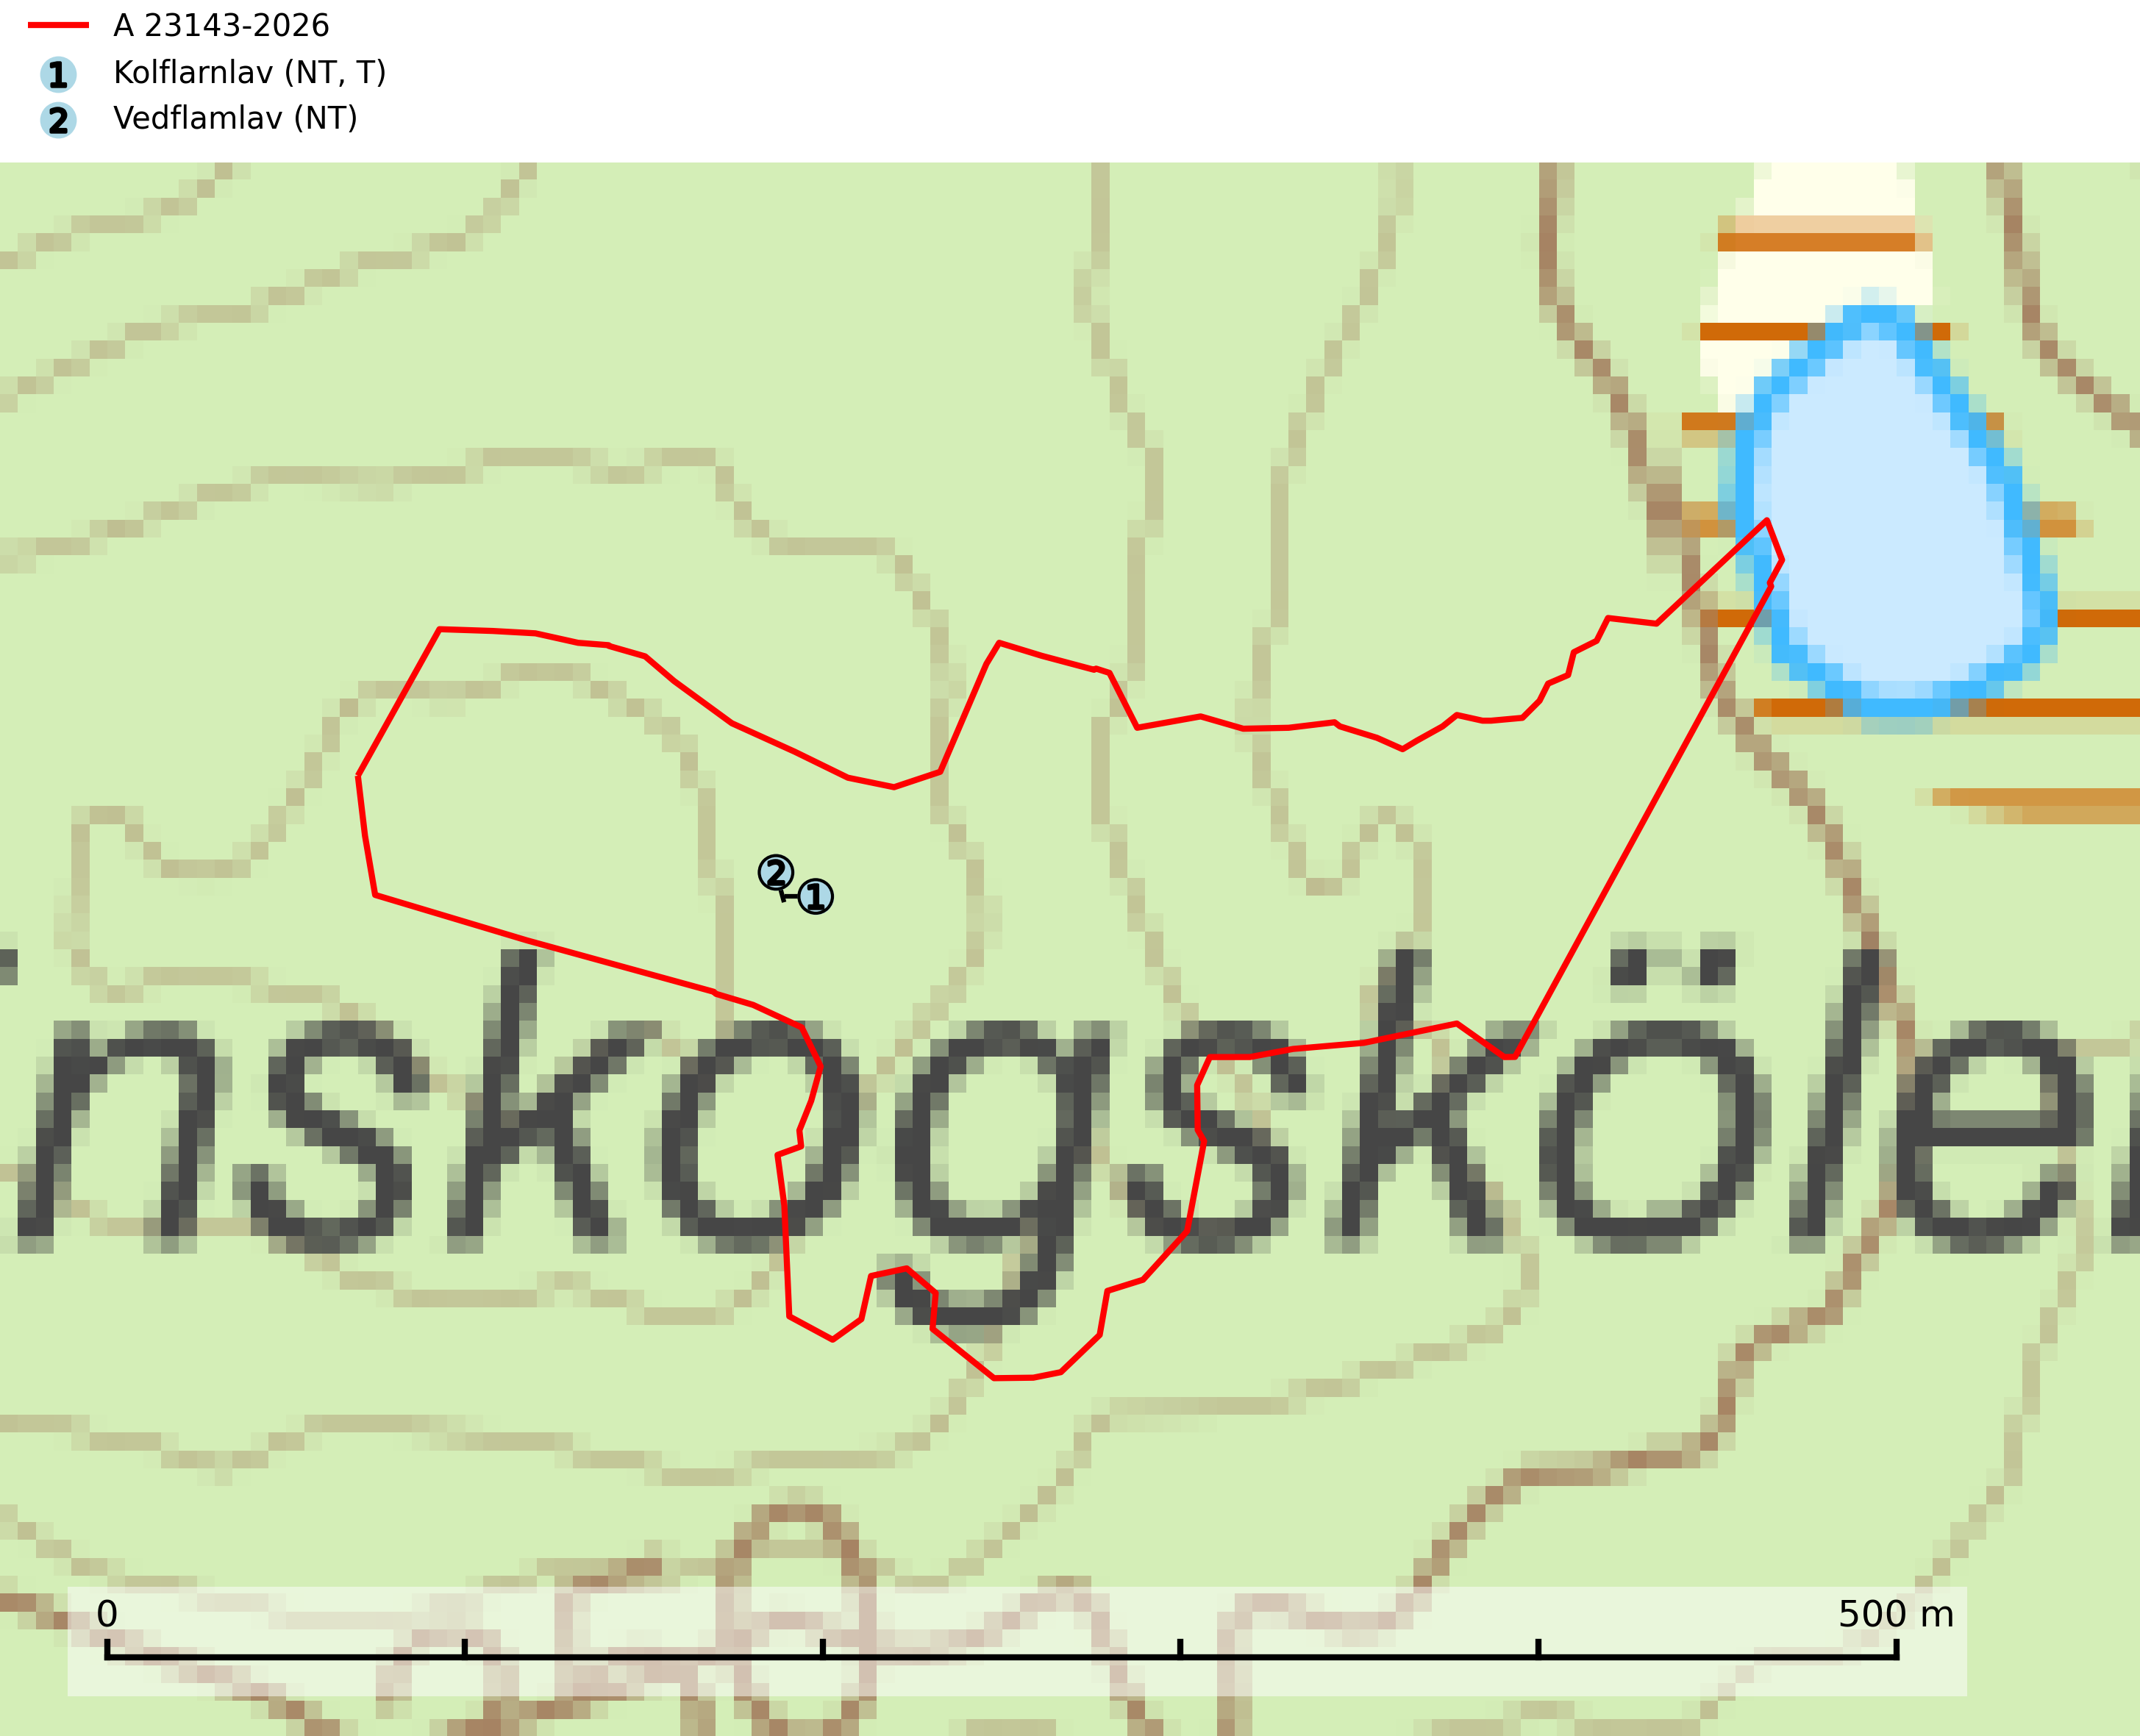 A 23143-2026
1 Kolflarnlav (NT, T)
2 Vedflamlav (NT)
2
1
nskogsköle
0 500 m